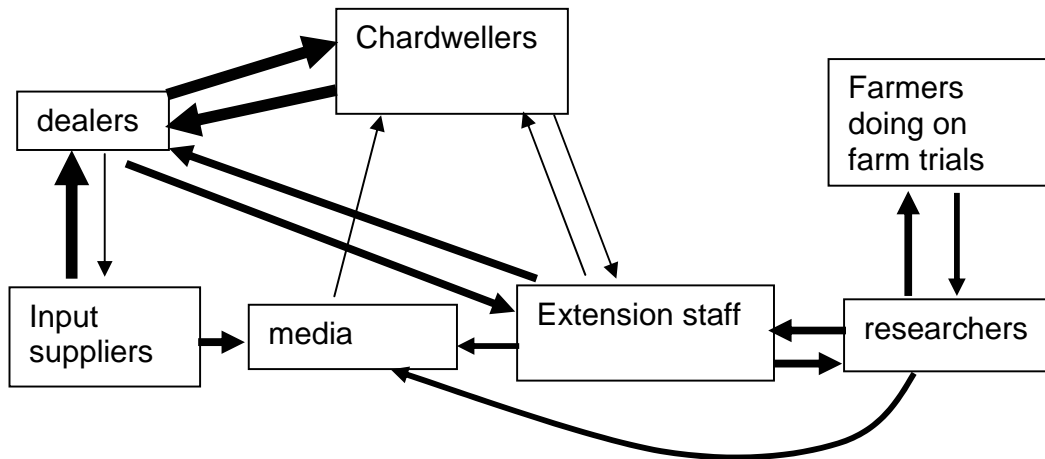 Chardwellers
dealers
Farmers
doing on
farm trials
Input
suppliers
media
Extension staff
researchers